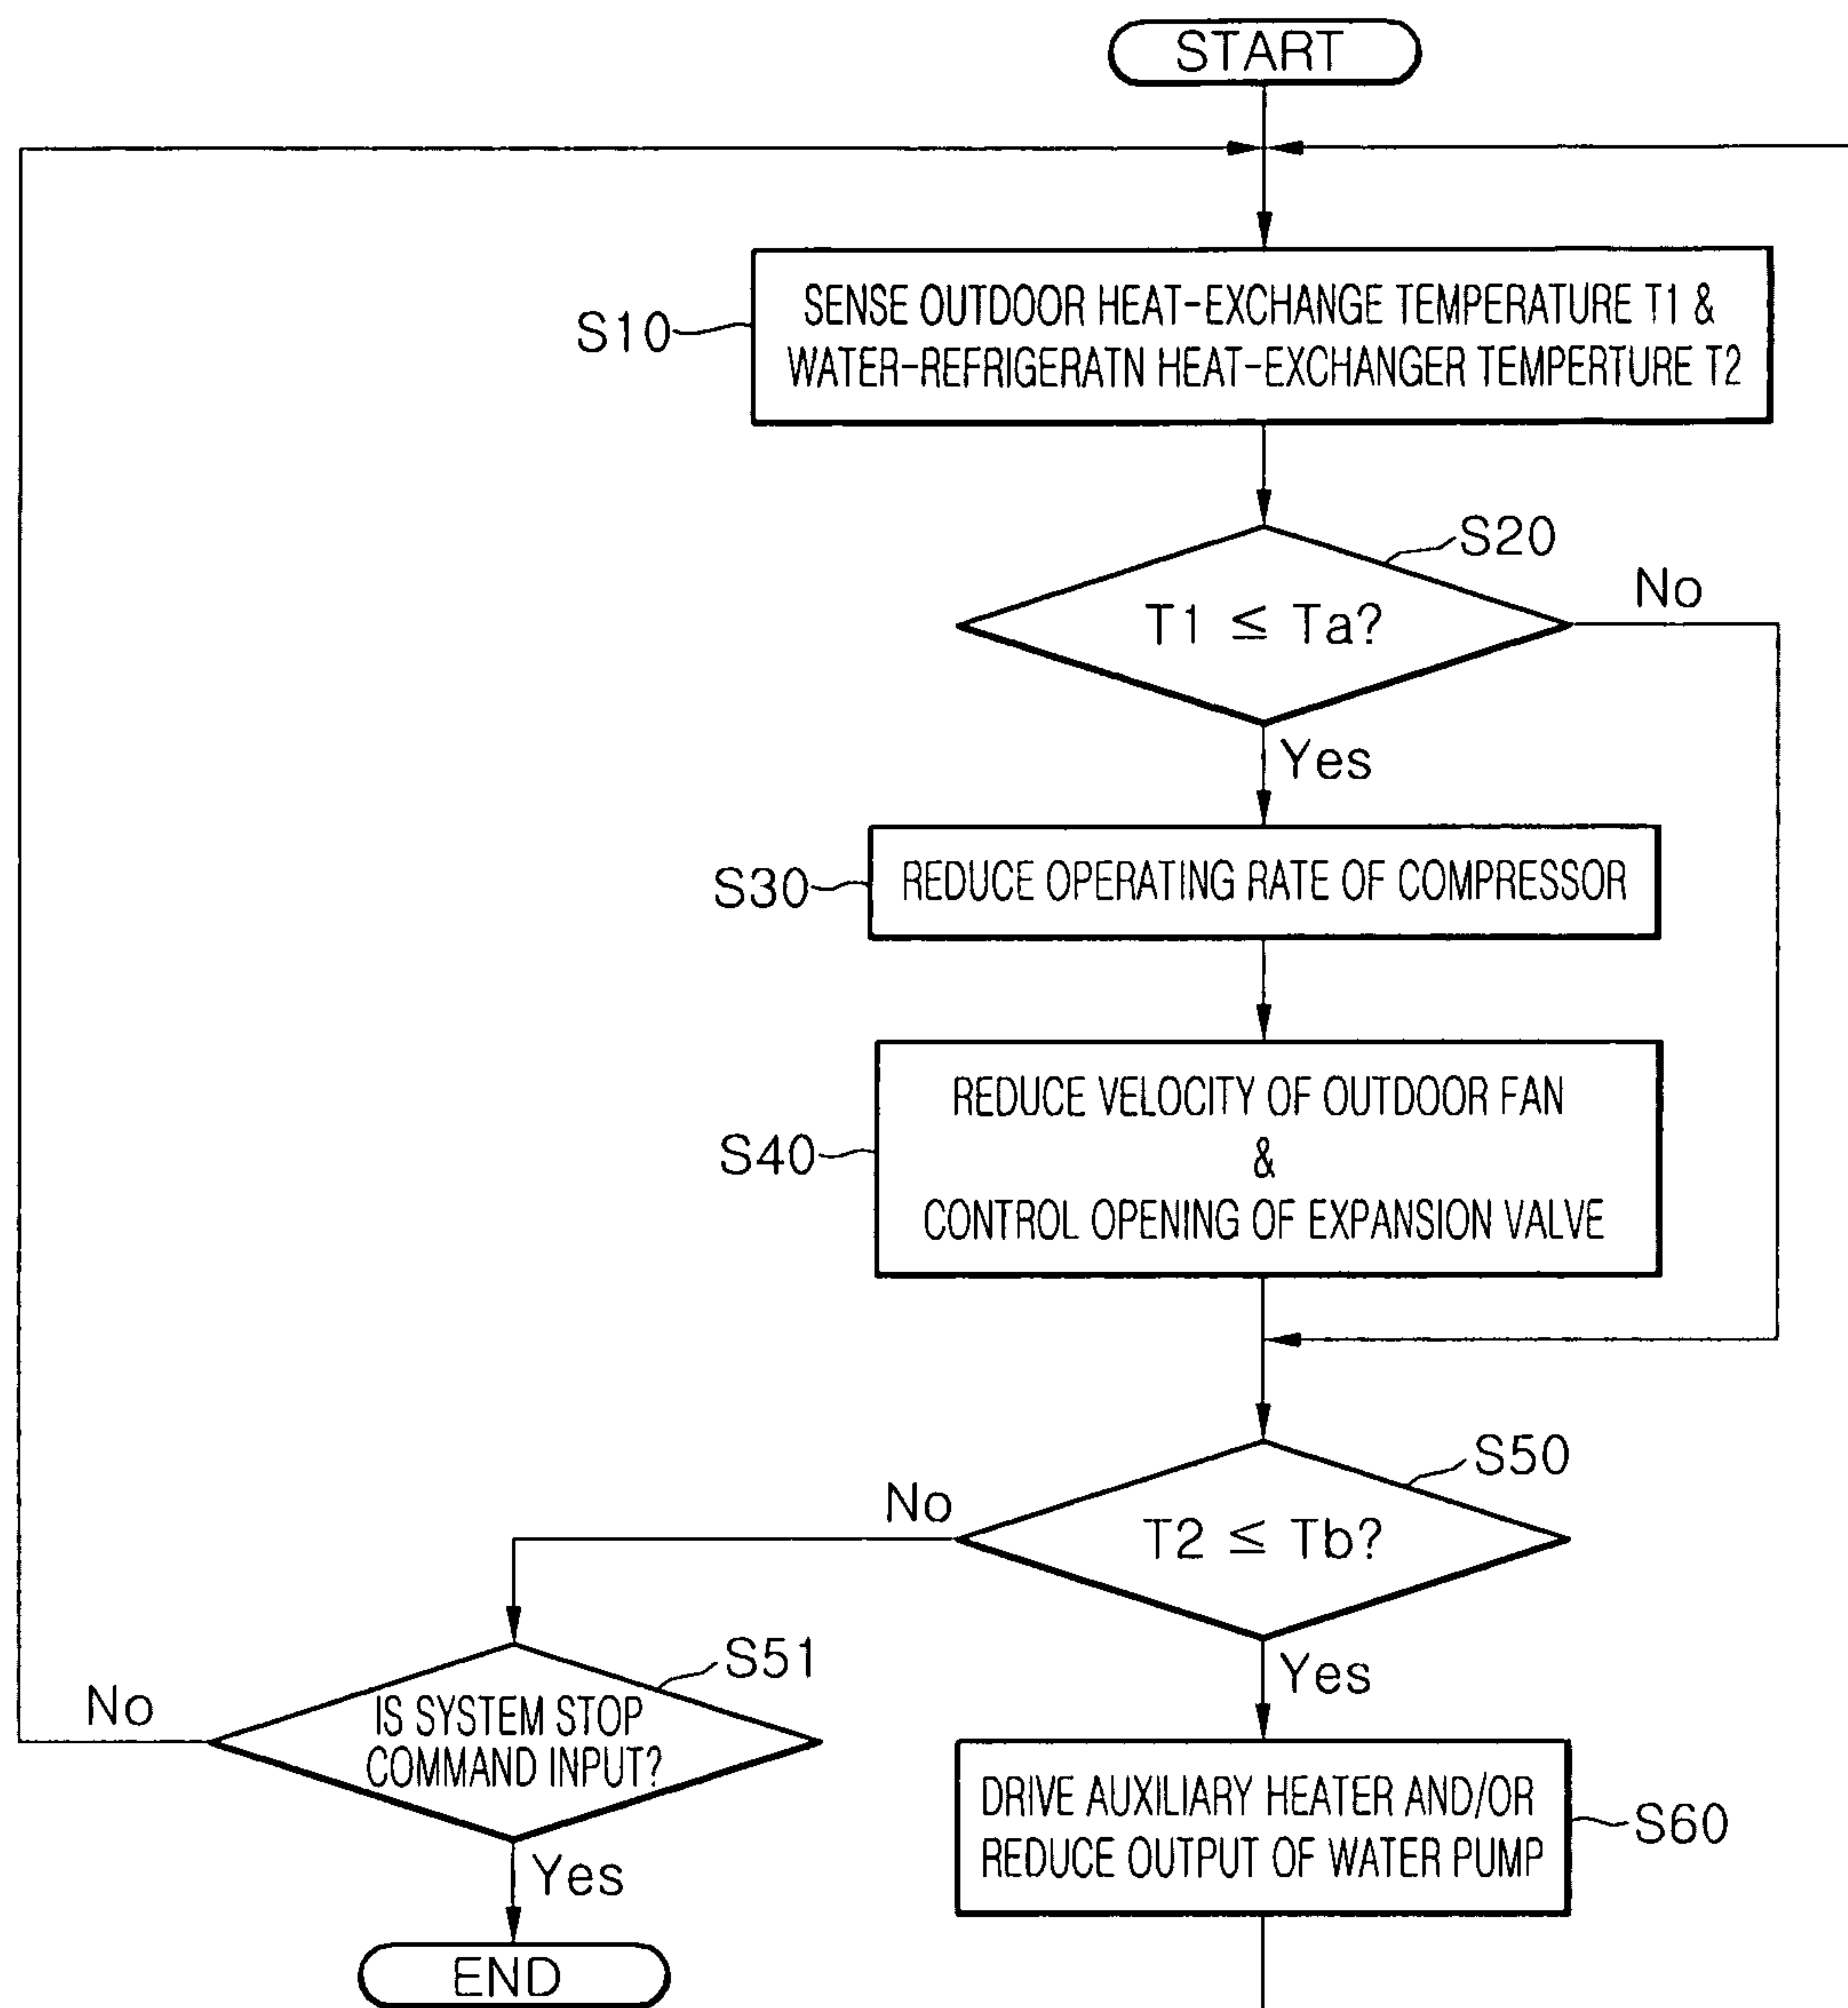 START
S10
SENSE OUTDOOR HEAT-EXCHANGE TEMPERATURE T1 &
WATER-REFRIGERATN HEAT-EXCHANGER TEMPERTURE T2
S20
T1 ≤ Ta?
No
Yes
S30
REDUCE OPERATING RATE OF COMPRESSOR
S40
REDUCE VELOCITY OF OUTDOOR FAN
&
CONTROL OPENING OF EXPANSION VALVE
S50
No
T2 ≤ Tb?
Yes
S51
No
IS SYSTEM STOP
COMMAND INPUT?
Yes
DRIVE AUXILIARY HEATER AND/OR
REDUCE OUTPUT OF WATER PUMP
S60
END